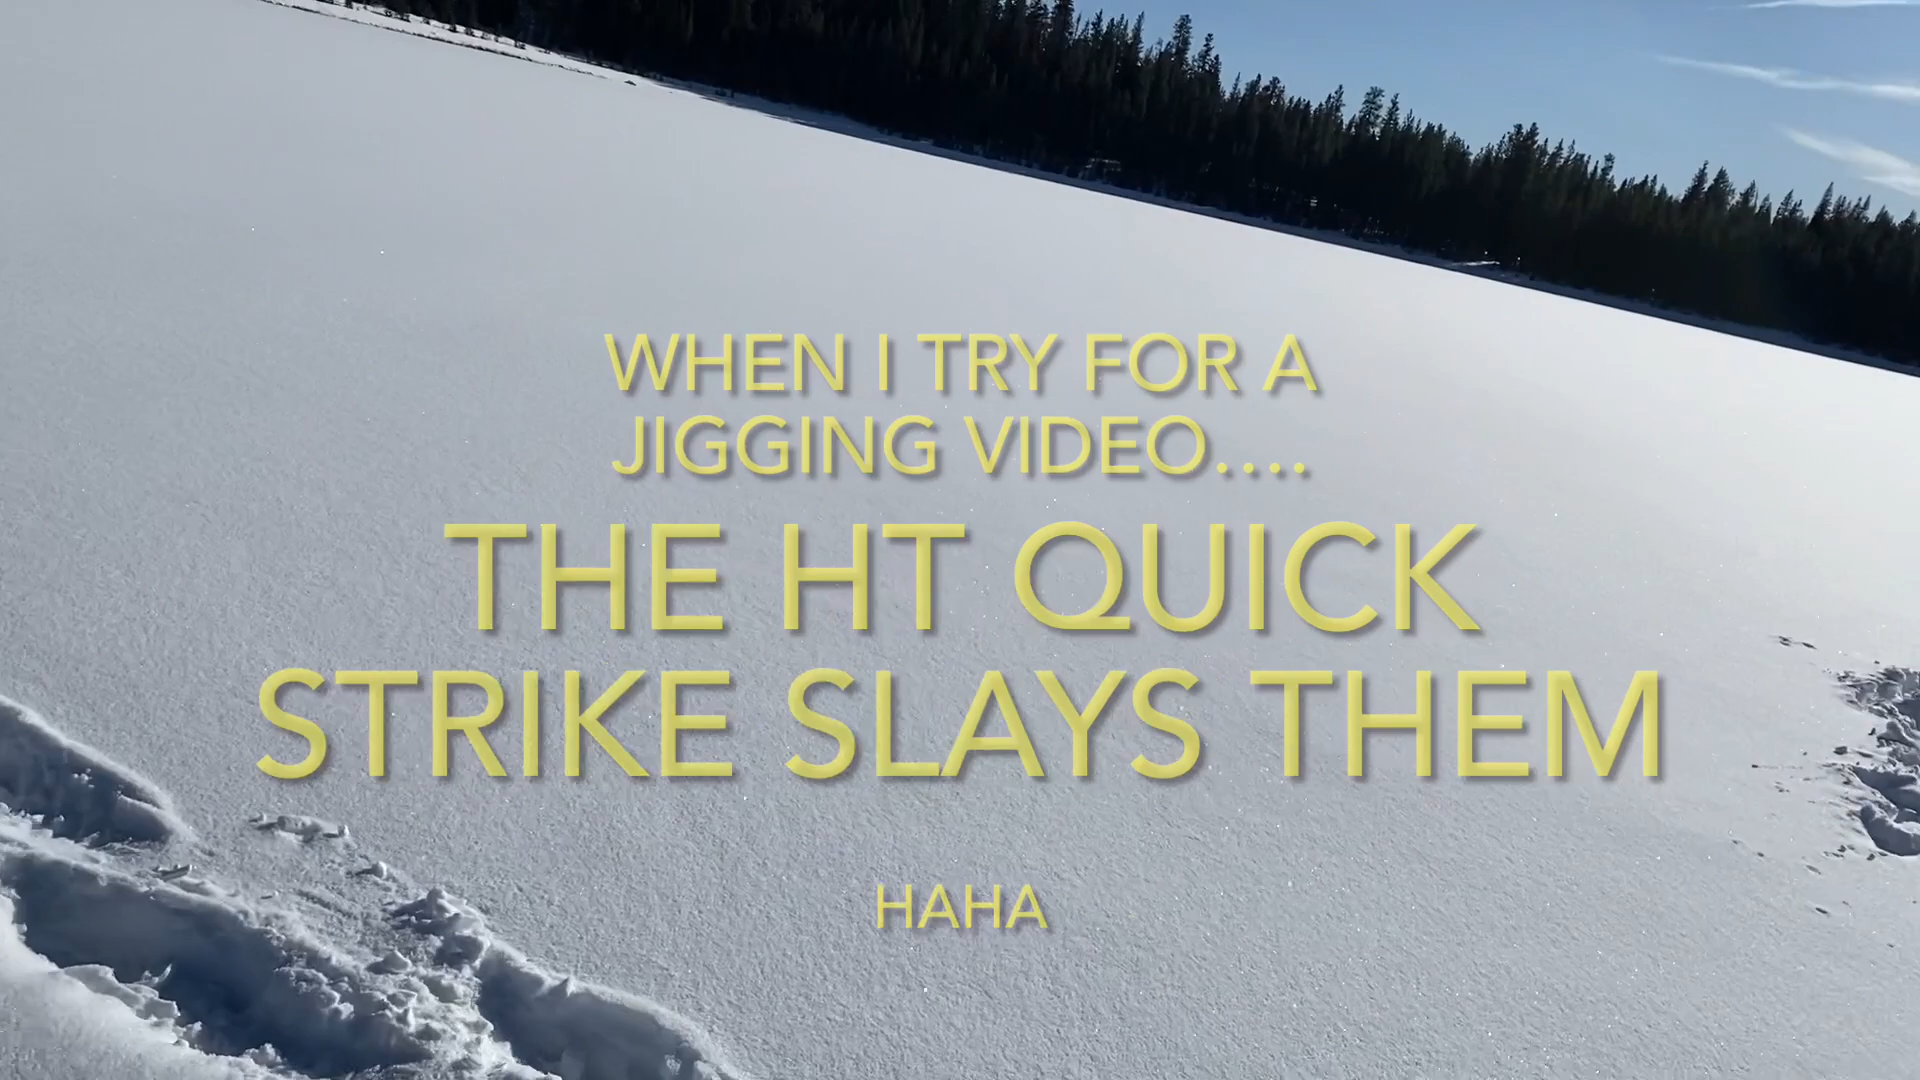 WHEN I TRY FOR A
JIGGING VIDEO....
THE HT QUICK
STRIKE SLAYS THEM
HAHA